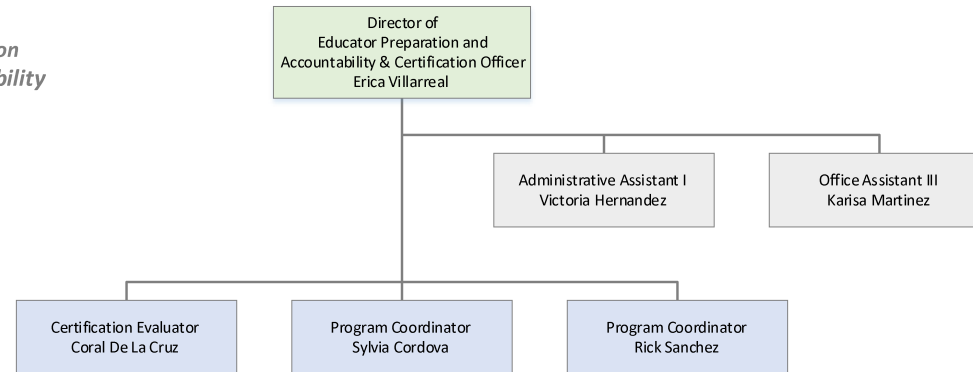 Director of
Educator Preparation and
Accountability & Certification Officer
Erica Villarreal
Administrative Assistant I
Victoria Hernandez
Office Assistant III
Karisa Martinez
Certification Evaluator
Coral De La Cruz
Program Coordinator
Sylvia Cordova
Program Coordinator
Rick Sanchez